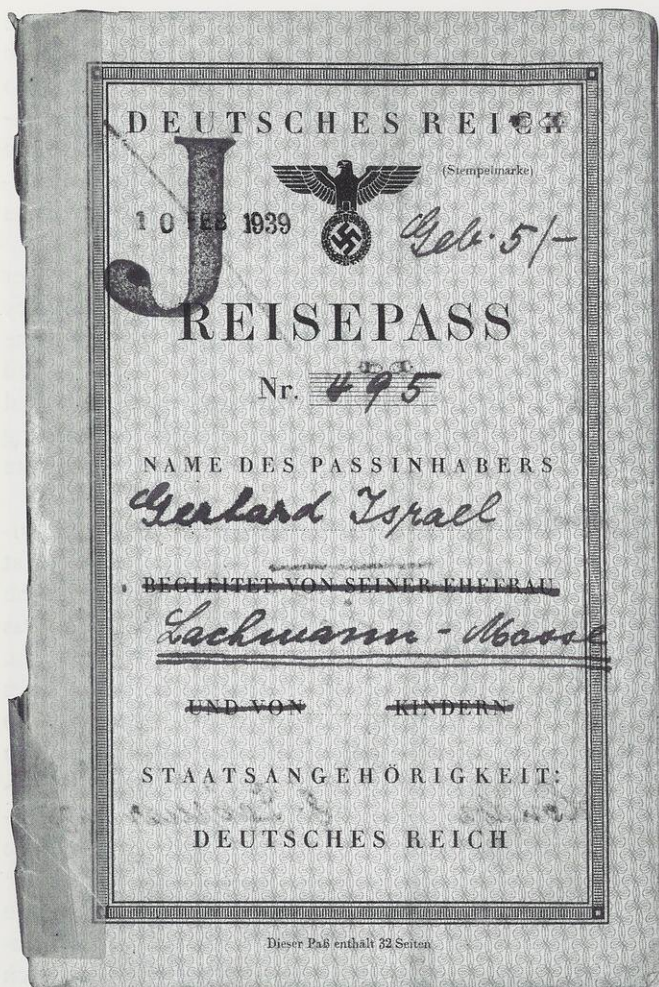 DEUTSCHES REICH
(Stempelmarke)
J
10 FEB 1939
Geb. 5/-
REISEPASS
Nr. 495
NAME DES PASSINHABERS
Gerhard Israel
BEGLEITET VON SEINER EHEFRAU
Lachmann-Mosse
UND VON KINDERN
STAATSANGEHÖRIGKEIT:
DEUTSCHES REICH
Dieser Paß enthält 32 Seiten